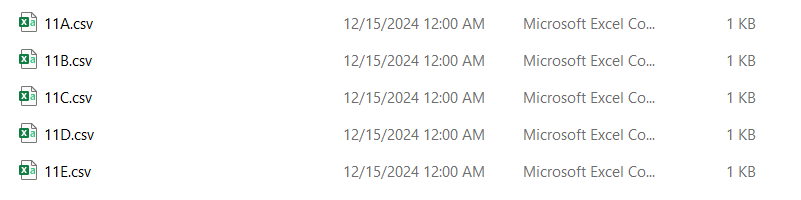 11A.csv 12/15/2024 12:00 AM Microsoft Excel Co... 1 KB
11B.csv 12/15/2024 12:00 AM Microsoft Excel Co... 1 KB
11C.csv 12/15/2024 12:00 AM Microsoft Excel Co... 1 KB
11D.csv 12/15/2024 12:00 AM Microsoft Excel Co... 1 KB
11E.csv 12/15/2024 12:00 AM Microsoft Excel Co... 1 KB